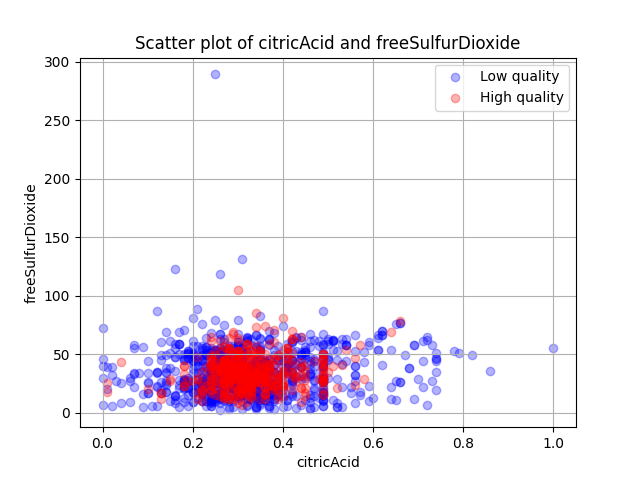 Scatter plot of citricAcid and freeSulfurDioxide
Low quality
High quality
freeSulfurDioxide
300
250
200
150
100
50
0
0.0 0.2 0.4 0.6 0.8 1.0
citricAcid